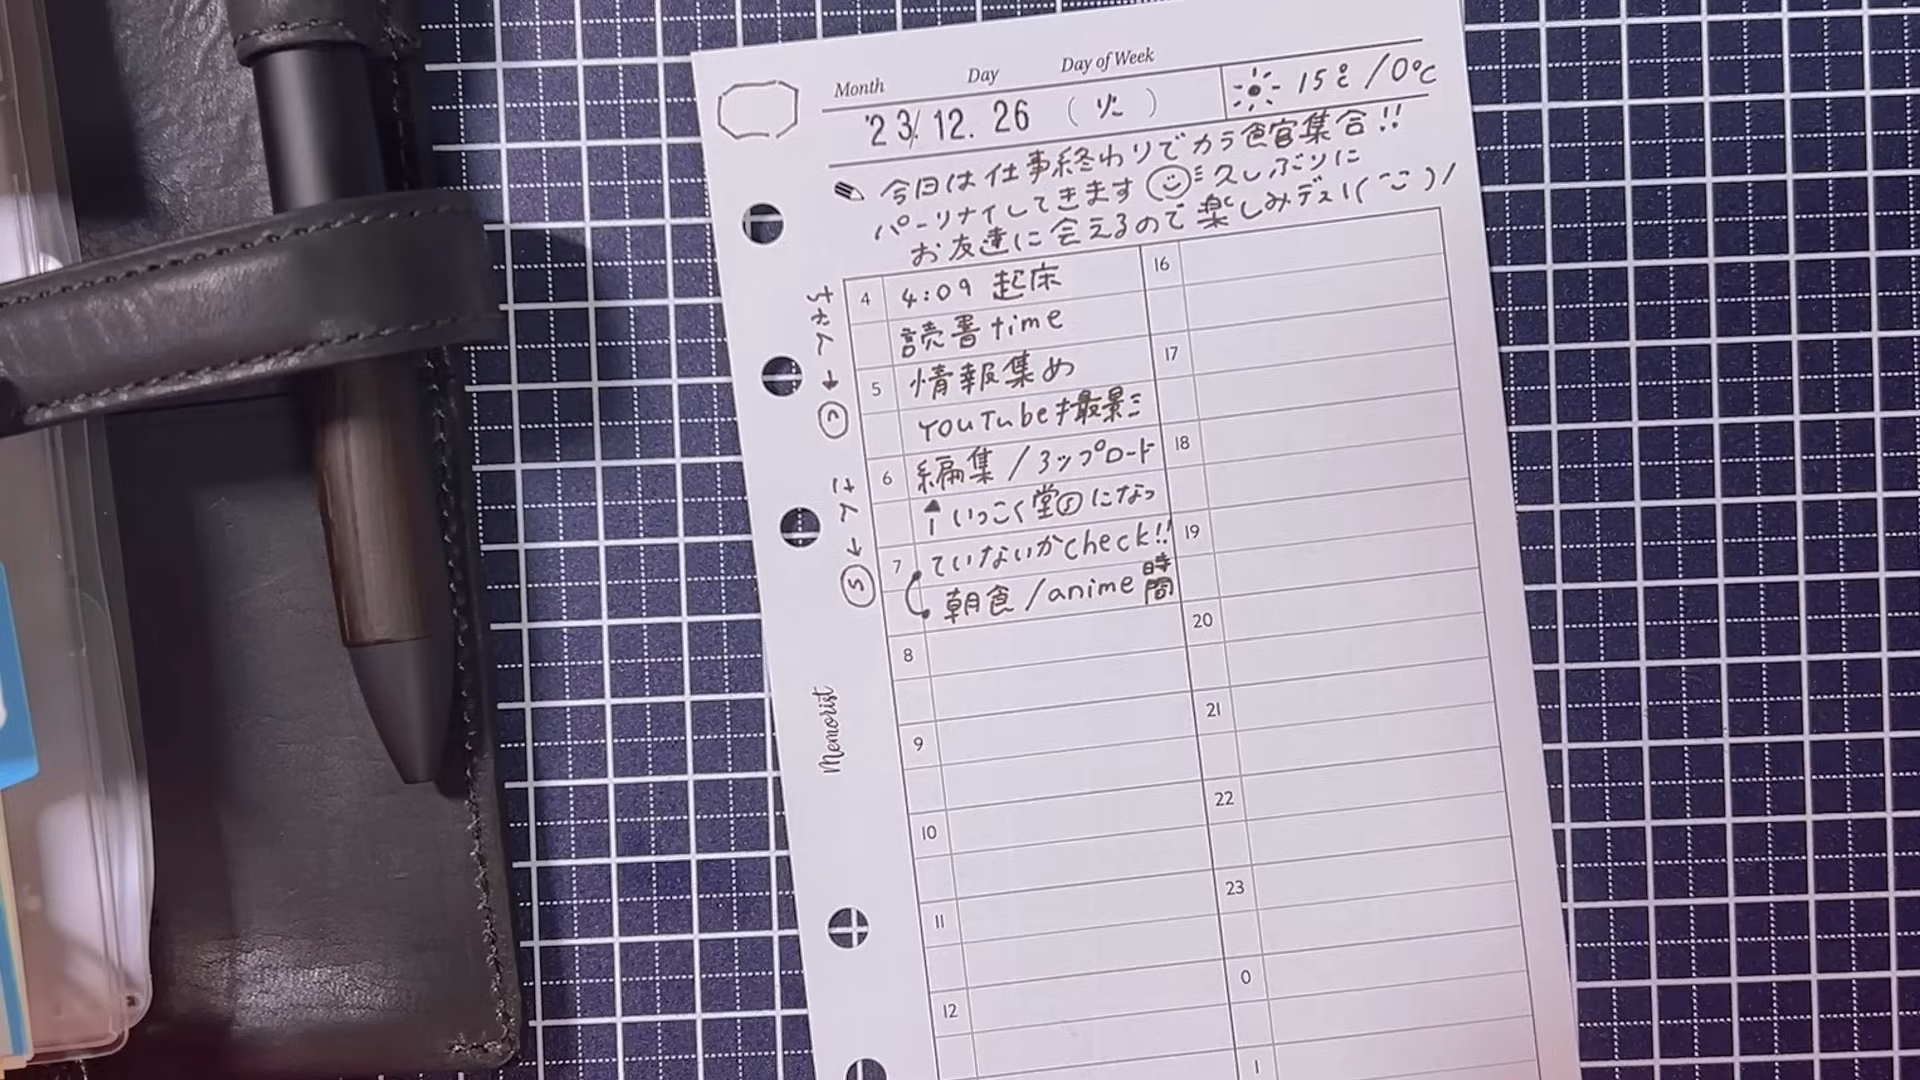 Month Day Day of Week
'23/ 12. 26 (火) 15℃/0℃
今日は仕事終わりでカラ館集合!!
パーリナイしてきます 久しぶりに
お友達に会えるので楽しみデス!(
4 4:09 起床
読書time
5 情報集め
YouTube撮影
6 編集/アップロード
↑いっこく堂になっ
7 ていないかcheck!!
朝食/anime時間
8
9
10
11
12
16
17
18
19
20
21
22
23
0
1
さん→S
Memorist